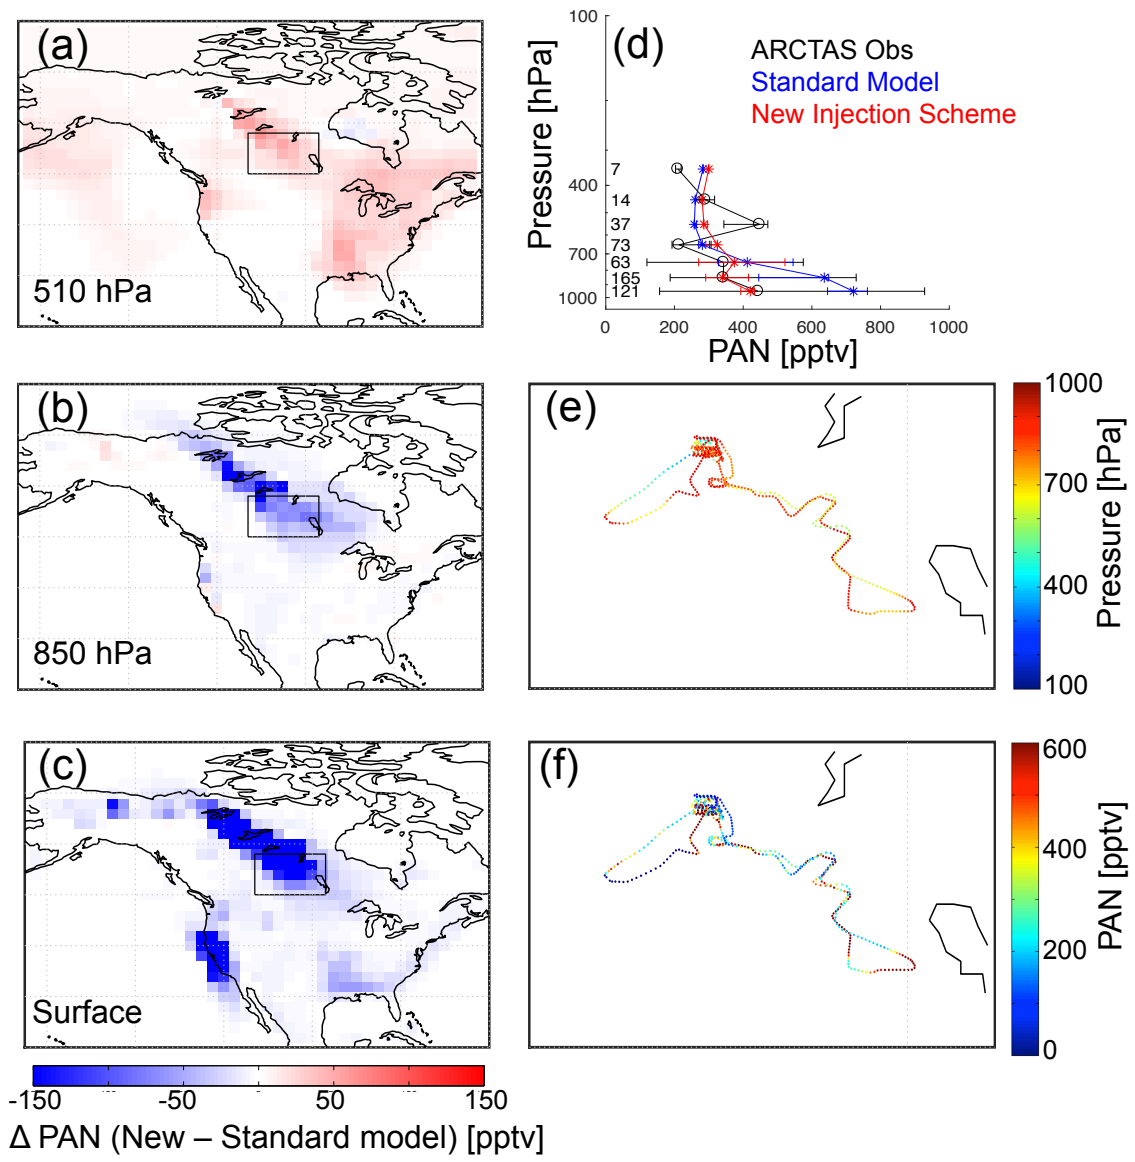 (a)
510 hPa
(b)
850 hPa
(c)
Surface
-150
-50
0
50
150
Δ PAN (New – Standard model) [pptv]
(d)
ARCTAS Obs
Standard Model
New Injection Scheme
Pressure [hPa]
100
400
700
1000
7
14
37
73
63
165
121
0
200
400
600
800
1000
PAN [pptv]
(e)
1000
700
400
100
Pressure [hPa]
(f)
600
400
200
0
PAN [pptv]